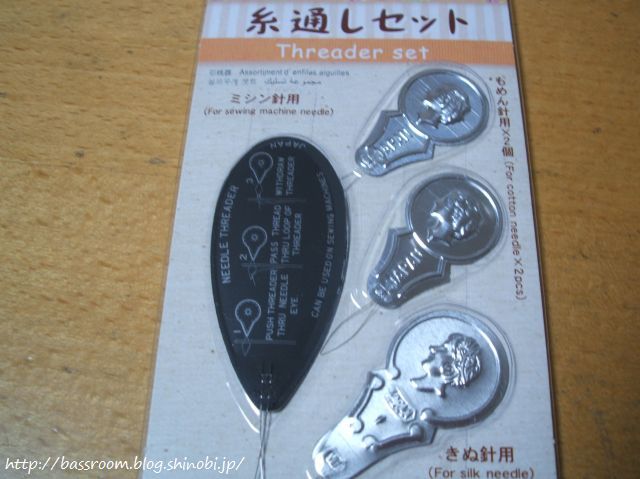 糸通しセット
Threader set
引线器 Assortiment d'enfiles aiguilles
ミシン針用
(For sewing machine needle)
もめん針用×2個 (For cotton needle×2pcs)
JAPAN
JAPAN
NEEDLE THREADER
1 PUSH THREADER
THRU NEEDLE
EYE
2 PASS THREAD
THRU LOOP OF
THREADER
3 WITHDRAW
THREADER
CAN BE USED ON SEWING MACHINES
きぬ針用
(For silk needle)
http://bassroom.blog.shinobi.jp/